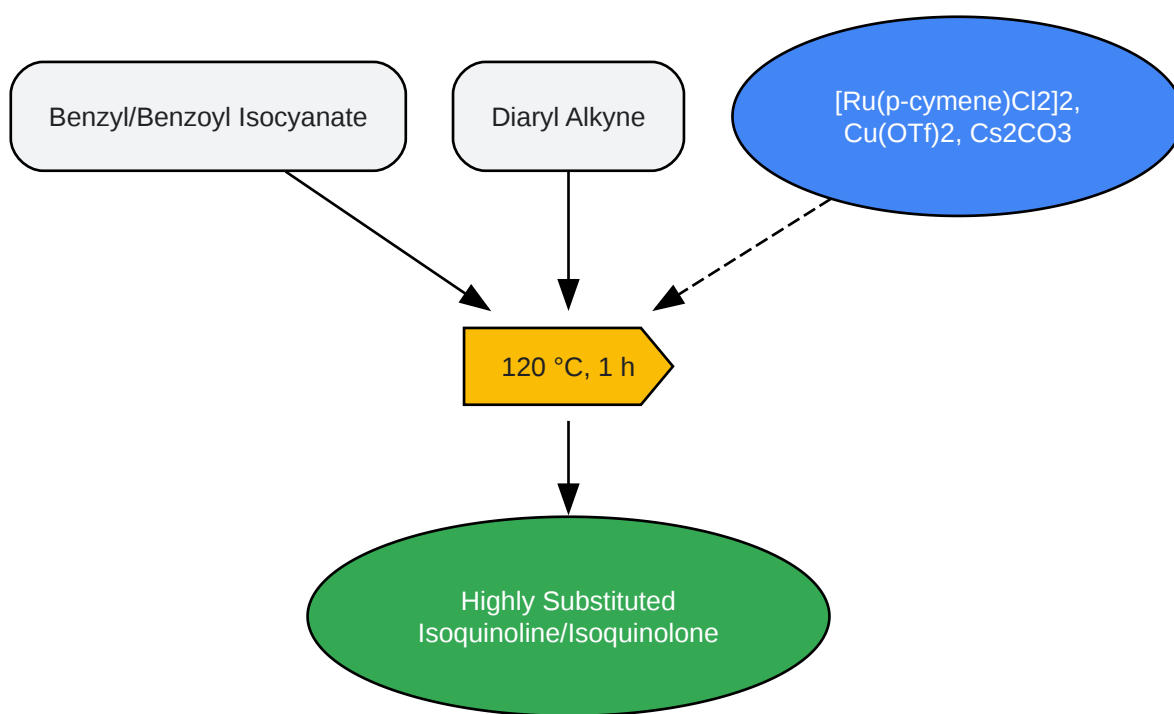 Benzyl/Benzoyl Isocyanate
Diaryl Alkyne
[Ru(p-cymene)Cl2]2,
Cu(OTf)2, Cs2CO3
120 °C, 1 h
Highly Substituted
Isoquinoline/Isoquinolone